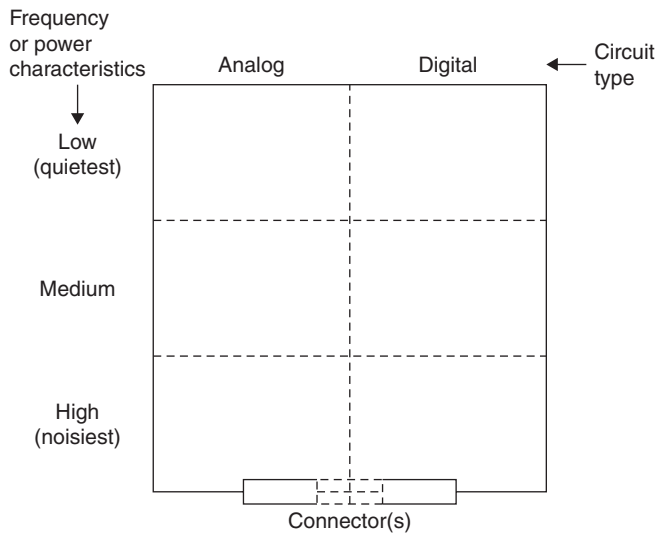 Frequency
or power
characteristics
Analog
Digital
Circuit
type
Low
(quietest)
Medium
High
(noisiest)
Connector(s)